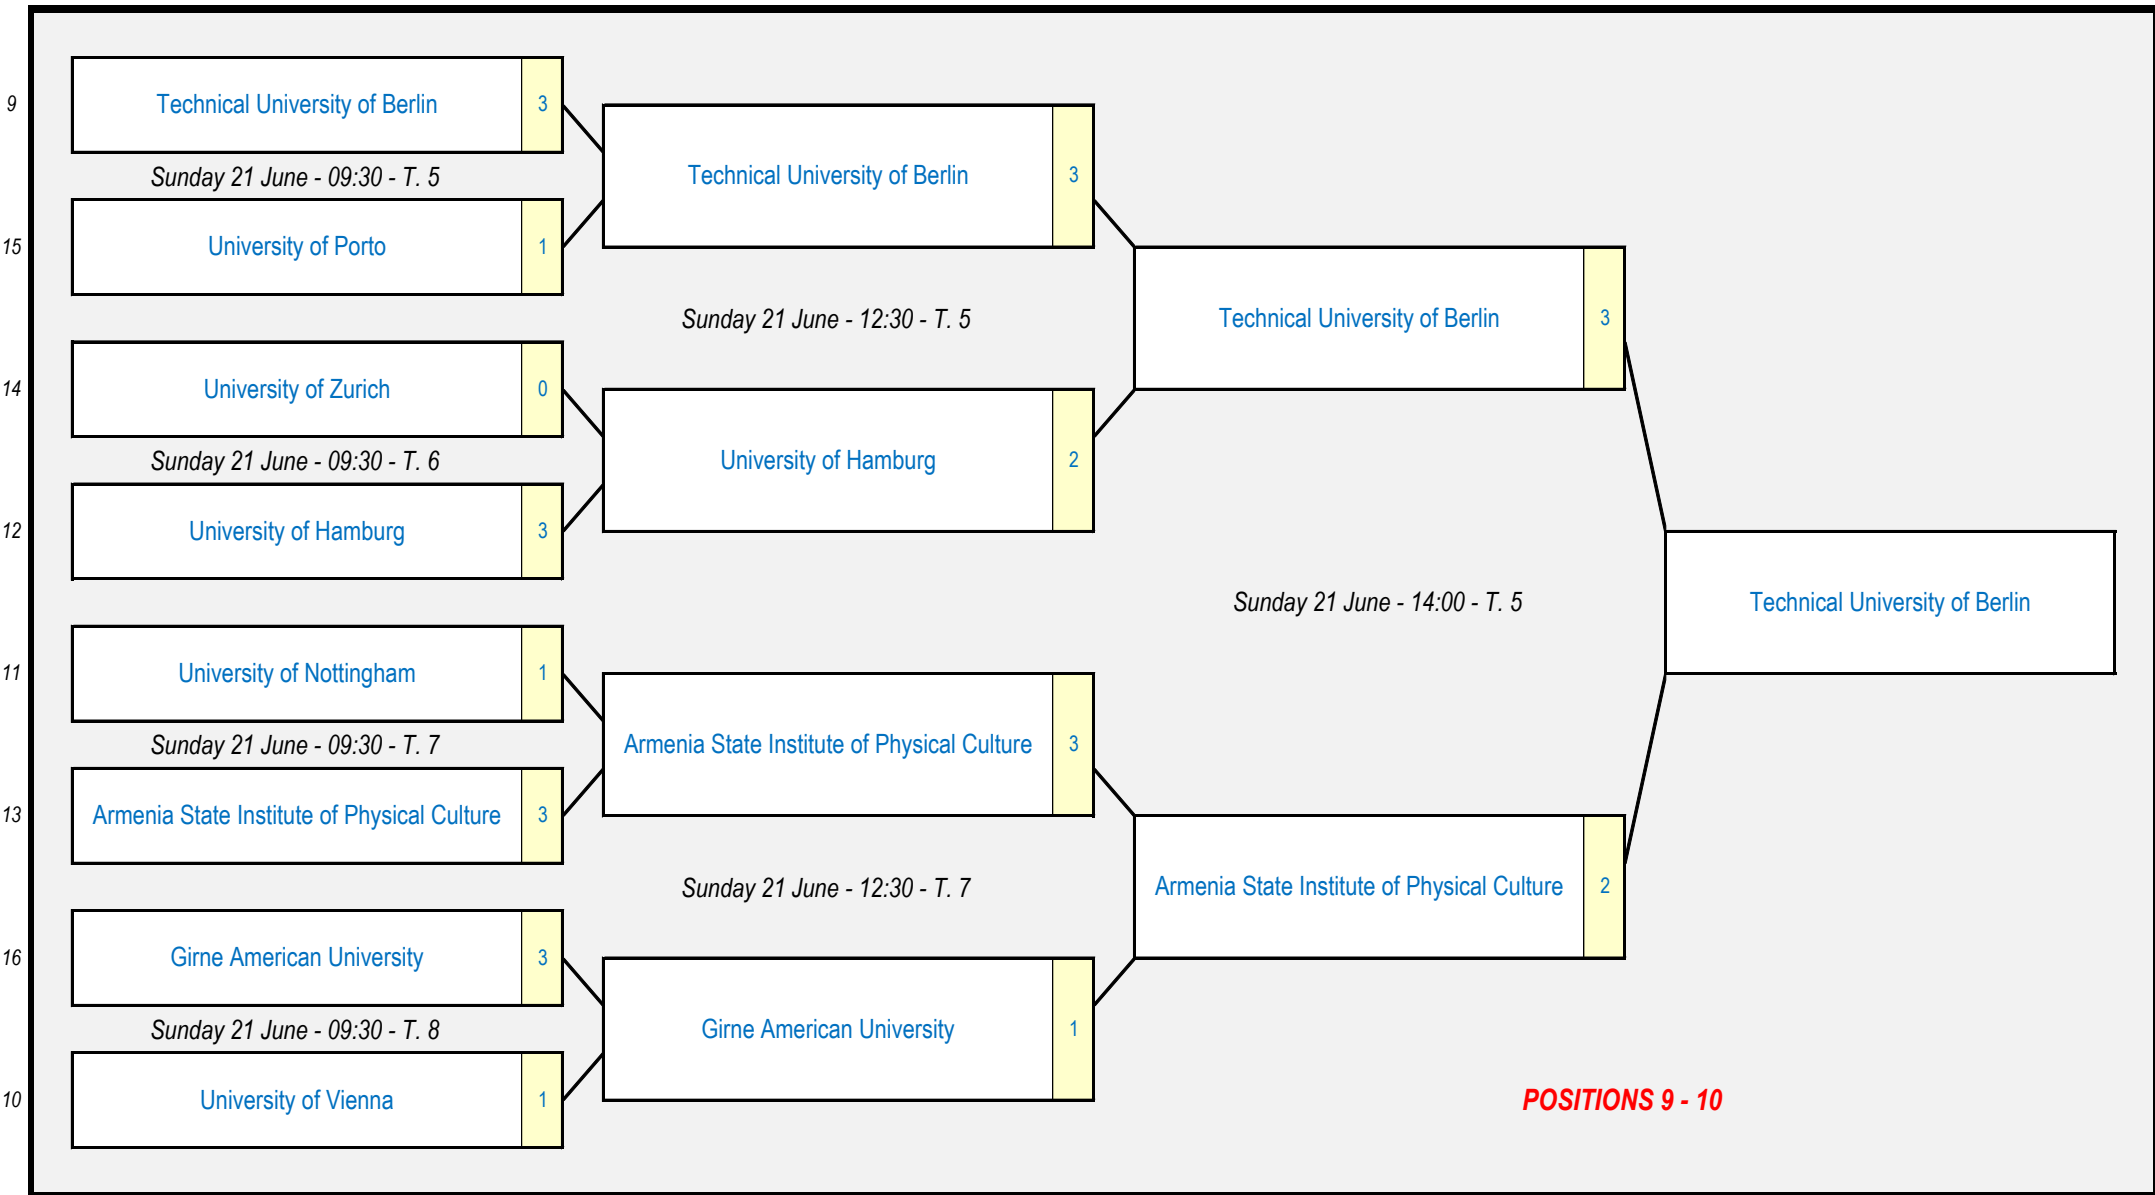 9
Technical University of Berlin 3
Sunday 21 June - 09:30 - T. 5
15
University of Porto 1
14
University of Zurich 0
Sunday 21 June - 09:30 - T. 6
12
University of Hamburg 3
11
University of Nottingham 1
Sunday 21 June - 09:30 - T. 7
13
Armenia State Institute of Physical Culture 3
16
Girne American University 3
Sunday 21 June - 09:30 - T. 8
10
University of Vienna 1
Technical University of Berlin 3
Sunday 21 June - 12:30 - T. 5
University of Hamburg 2
Armenia State Institute of Physical Culture 3
Sunday 21 June - 12:30 - T. 7
Girne American University 1
Technical University of Berlin 3
Sunday 21 June - 14:00 - T. 5
Armenia State Institute of Physical Culture 2
Technical University of Berlin
POSITIONS 9 - 10